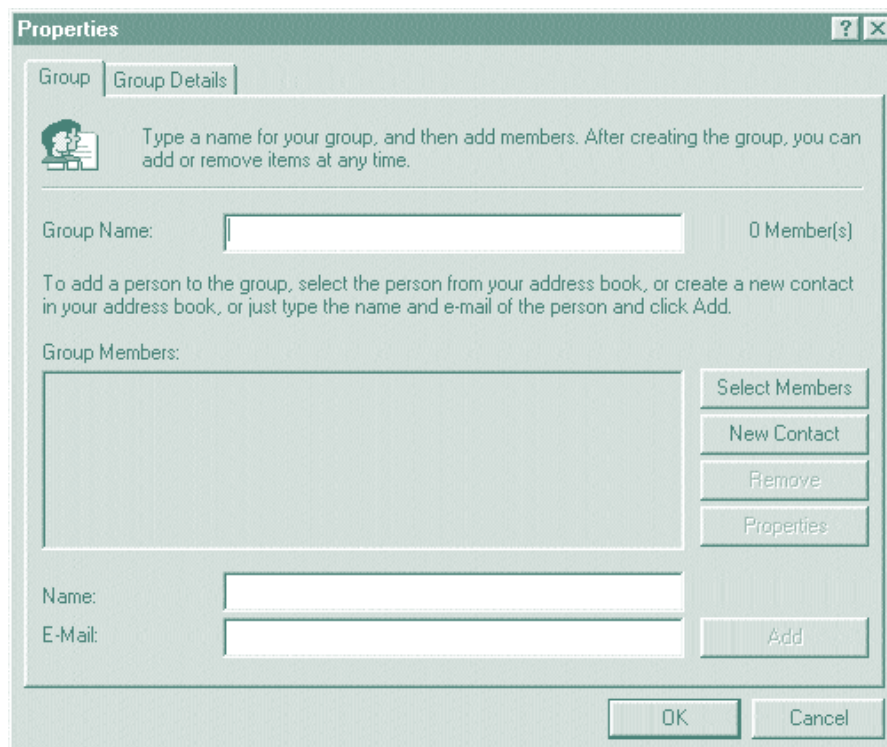 Properties
Group
Group Details
Type a name for your group, and then add members. After creating the group, you can
add or remove items at any time.
Group Name:
0 Member(s)
To add a person to the group, select the person from your address book, or create a new contact
in your address book, or just type the name and e-mail of the person and click Add.
Group Members:
Select Members
New Contact
Remove
Properties
Name:
E-Mail:
Add
OK
Cancel